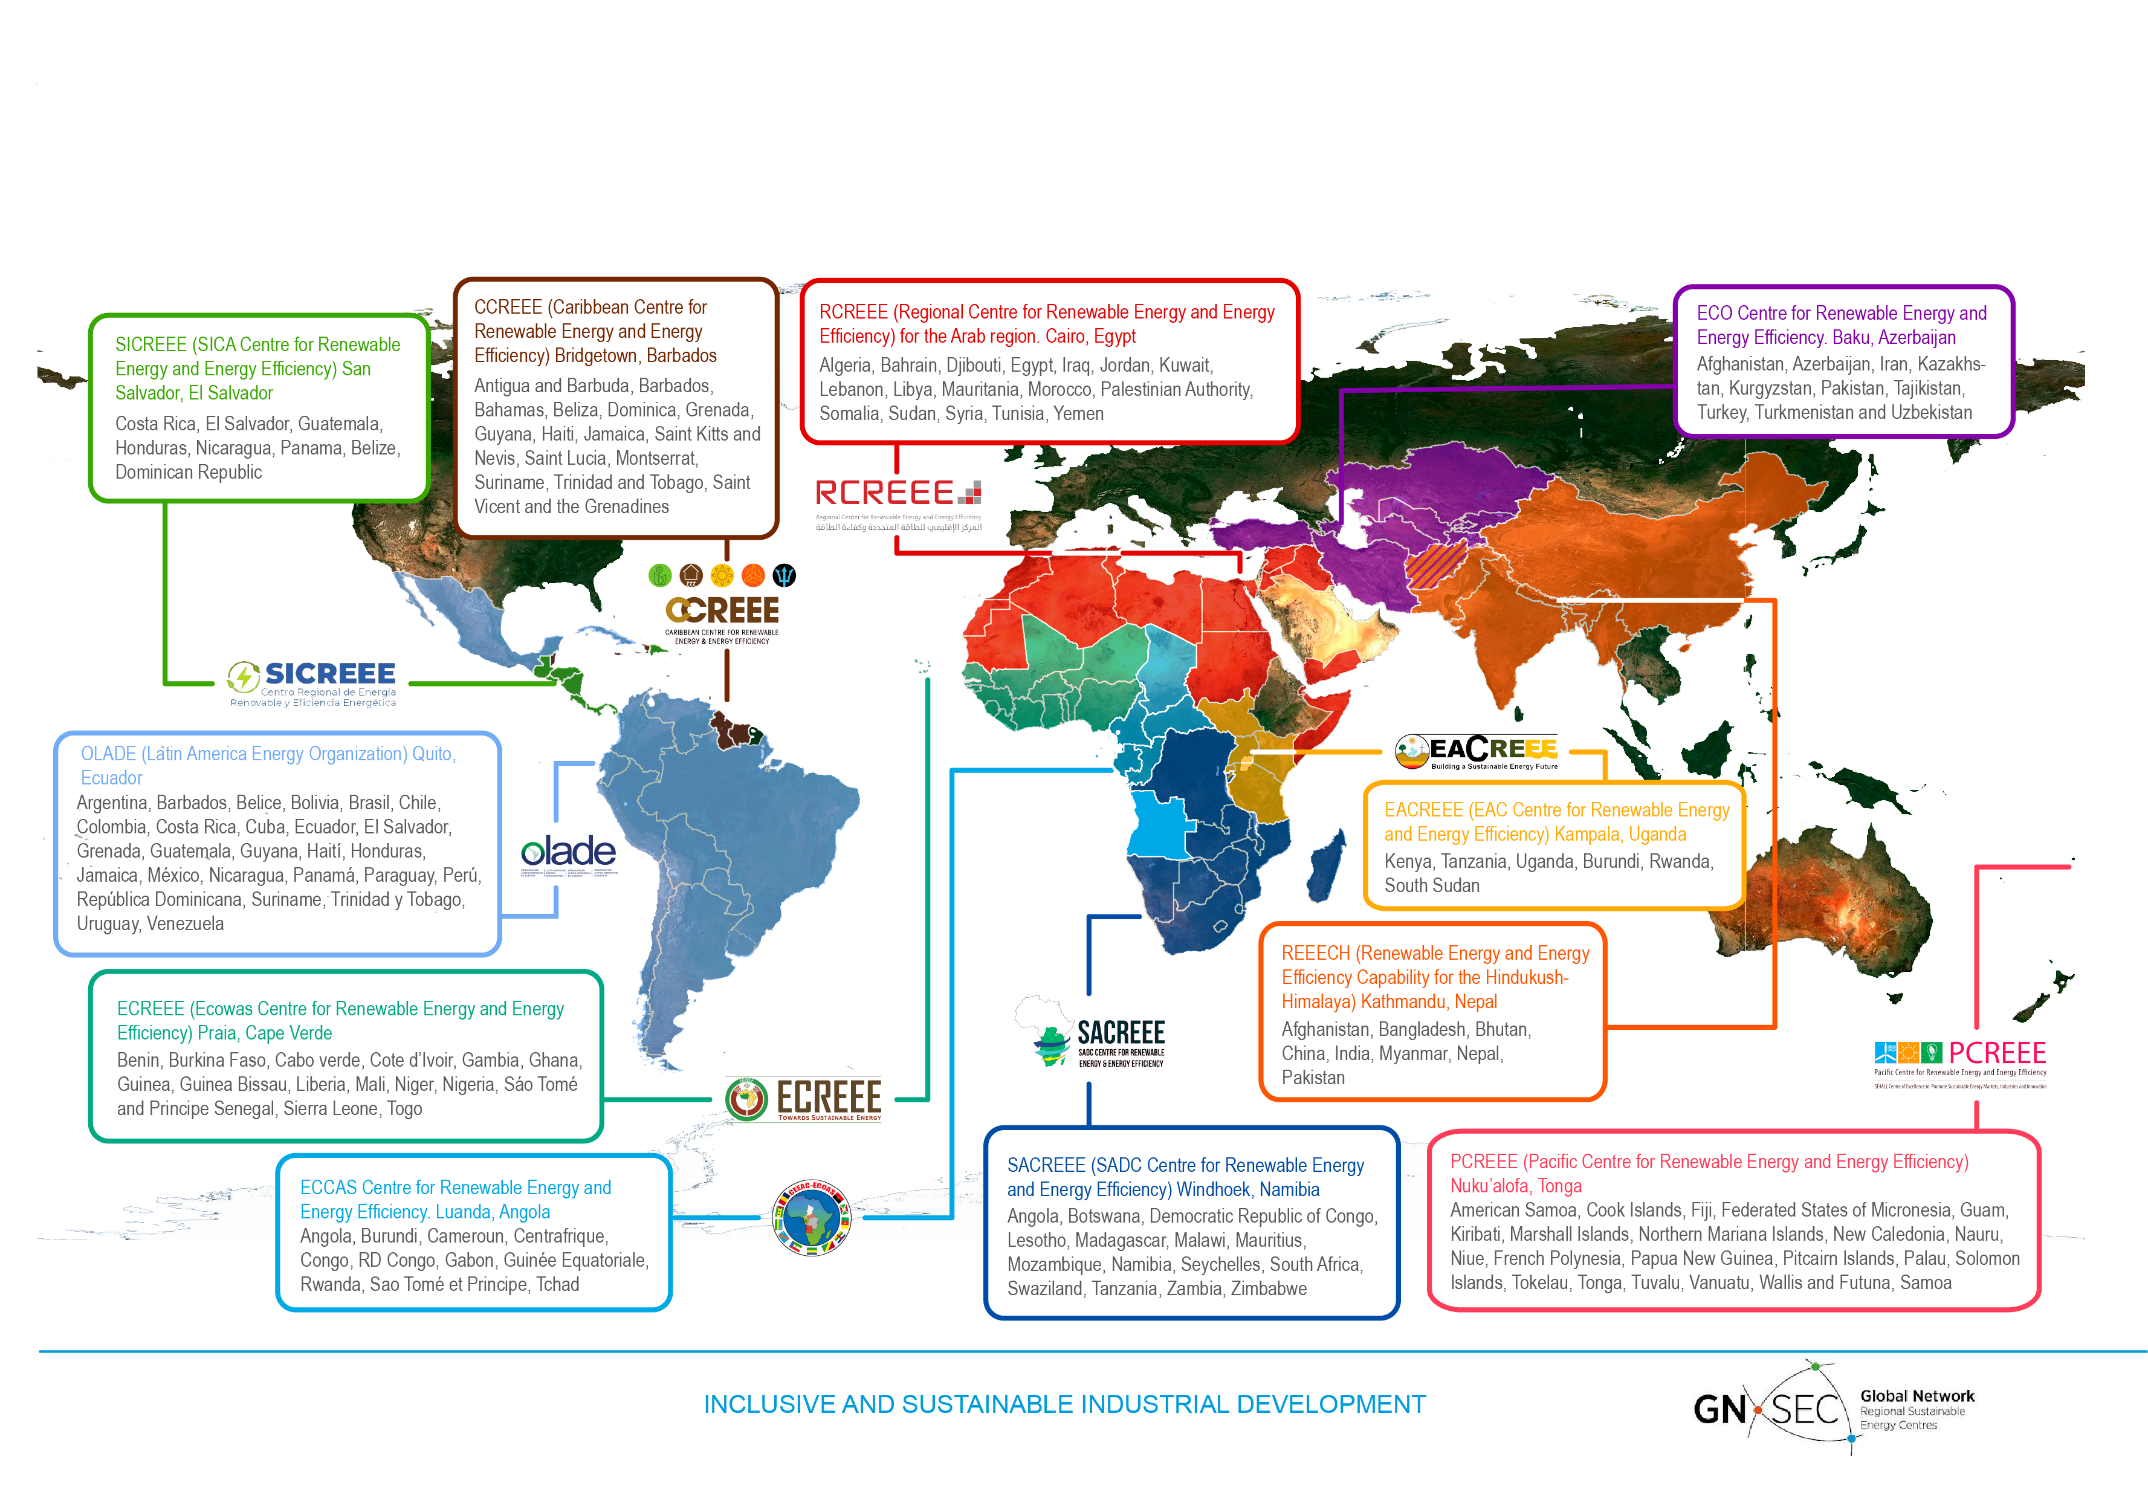 SICREEE (SICA Centre for Renewable
Energy and Energy Efficiency) San
Salvador, El Salvador
Costa Rica, El Salvador, Guatemala,
Honduras, Nicaragua, Panama, Belize,
Dominican Republic
CCREEE (Caribbean Centre for
Renewable Energy and Energy
Efficiency) Bridgetown, Barbados
Antigua and Barbuda, Barbados,
Bahamas, Beliza, Dominica, Grenada,
Guyana, Haiti, Jamaica, Saint Kitts and
Nevis, Saint Lucia, Montserrat,
Suriname, Trinidad and Tobago, Saint
Vicent and the Grenadines
RCREEE (Regional Centre for Renewable Energy and Energy
Efficiency) for the Arab region. Cairo, Egypt
Algeria, Bahrain, Djibouti, Egypt, Iraq, Jordan, Kuwait,
Lebanon, Libya, Mauritania, Morocco, Palestinian Authority,
Somalia, Sudan, Syria, Tunisia, Yemen
ECO Centre for Renewable Energy and
Energy Efficiency. Baku, Azerbaijan
Afghanistan, Azerbaijan, Iran, Kazakhs-
tan, Kurgyzstan, Pakistan, Tajikistan,
Turkey, Turkmenistan and Uzbekistan
RCREEE
Regional Center for Renewable Energy and Energy Efficiency
المركز الإقليمي للطاقة المتجددة وكفاءة الطاقة
CCREEE
CARIBBEAN CENTRE FOR RENEWABLE
ENERGY & ENERGY EFFICIENCY
SICREEE
Centro Regional de Energía
Renovable y Eficiencia Energética
OLADE (Latin America Energy Organization) Quito,
Ecuador
Argentina, Barbados, Belice, Bolivia, Brasil, Chile,
Colombia, Costa Rica, Cuba, Ecuador, El Salvador,
Grenada, Guatemala, Guyana, Haití, Honduras,
Jamaica, México, Nicaragua, Panamá, Paraguay, Perú,
República Dominicana, Suriname, Trinidad y Tobago,
Uruguay, Venezuela
olade
EACREEE
Building a Sustainable Energy Future
EACREEE (EAC Centre for Renewable Energy
and Energy Efficiency) Kampala, Uganda
Kenya, Tanzania, Uganda, Burundi, Rwanda,
South Sudan
REEECH (Renewable Energy and Energy
Efficiency Capability for the Hindukush-
Himalaya) Kathmandu, Nepal
Afghanistan, Bangladesh, Bhutan,
China, India, Myanmar, Nepal,
Pakistan
ECREEE (Ecowas Centre for Renewable Energy and Energy
Efficiency) Praia, Cape Verde
Benin, Burkina Faso, Cabo verde, Cote d'Ivoir, Gambia, Ghana,
Guinea, Guinea Bissau, Liberia, Mali, Niger, Nigeria, Sáo Tomé
and Principe Senegal, Sierra Leone, Togo
ECREEE
TOWARDS SUSTAINABLE ENERGY
SACREEE
SADC CENTRE FOR RENEWABLE
ENERGY & ENERGY EFFICIENCY
PCREEE
Pacific Centre for Renewable Energy and Energy Efficiency
ECCAS Centre for Renewable Energy and
Energy Efficiency. Luanda, Angola
Angola, Burundi, Cameroun, Centrafrique,
Congo, RD Congo, Gabon, Guinée Equatoriale,
Rwanda, Sao Tomé et Principe, Tchad
CEEAC-ECCAS
SACREEE (SADC Centre for Renewable Energy
and Energy Efficiency) Windhoek, Namibia
Angola, Botswana, Democratic Republic of Congo,
Lesotho, Madagascar, Malawi, Mauritius,
Mozambique, Namibia, Seychelles, South Africa,
Swaziland, Tanzania, Zambia, Zimbabwe
PCREEE (Pacific Centre for Renewable Energy and Energy Efficiency)
Nuku'alofa, Tonga
American Samoa, Cook Islands, Fiji, Federated States of Micronesia, Guam,
Kiribati, Marshall Islands, Northern Mariana Islands, New Caledonia, Nauru,
Niue, French Polynesia, Papua New Guinea, Pitcairn Islands, Palau, Solomon
Islands, Tokelau, Tonga, Tuvalu, Vanuatu, Wallis and Futuna, Samoa
INCLUSIVE AND SUSTAINABLE INDUSTRIAL DEVELOPMENT
GN SEC
Global Network
Regional Sustainable
Energy Centres